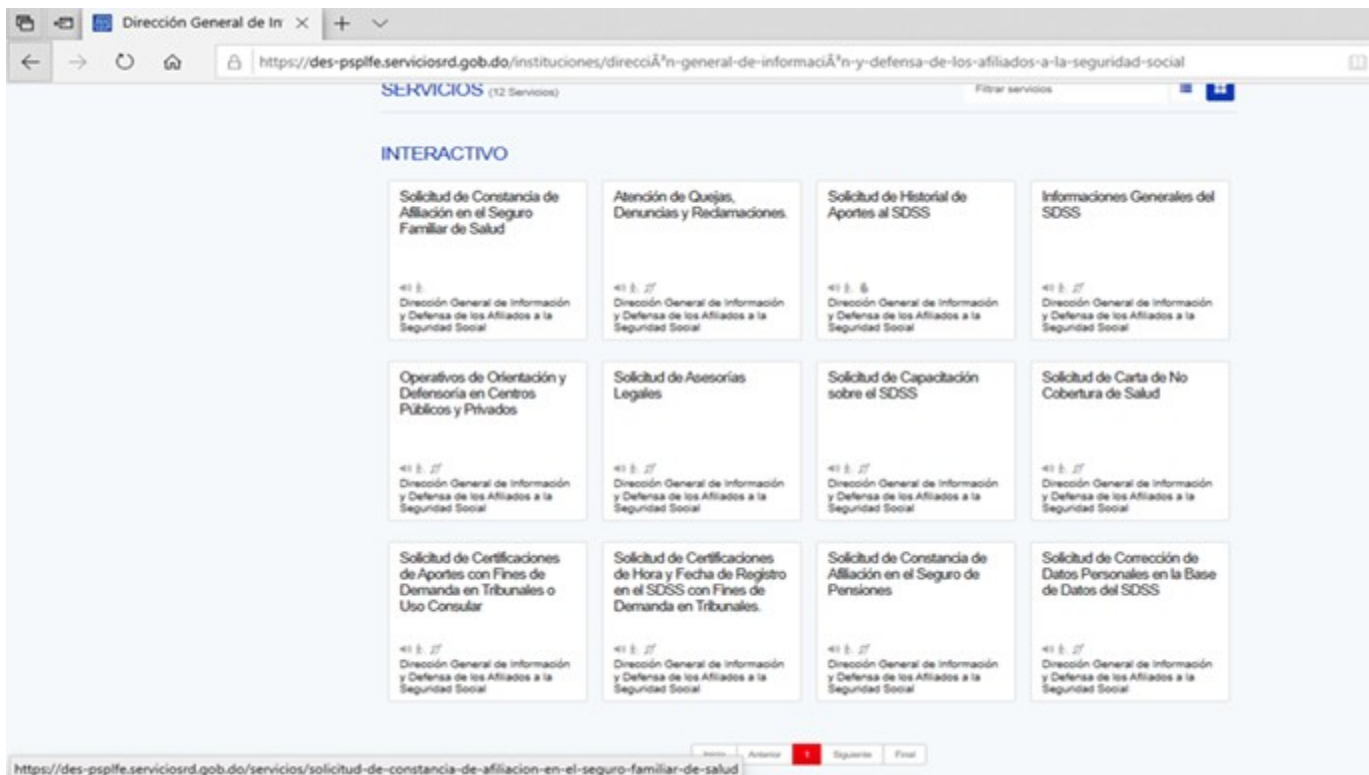 Dirección General de In
https://des-psplfe.serviciosrd.gob.do/instituciones/direcciÃ³n-general-de-informaciÃ³n-y-defensa-de-los-afiliados-a-la-seguridad-social
SERVICIOS (12 Servicios)
Filtrar servicios
INTERACTIVO
Solicitud de Constancia de
Afiliación en el Seguro
Familiar de Salud
Dirección General de Información
y Defensa de los Afiliados a la
Seguridad Social
Atención de Quejas,
Denuncias y Reclamaciones.
Dirección General de Información
y Defensa de los Afiliados a la
Seguridad Social
Solicitud de Historial de
Aportes al SDSS
Dirección General de Información
y Defensa de los Afiliados a la
Seguridad Social
Informaciones Generales del
SDSS
Dirección General de Información
y Defensa de los Afiliados a la
Seguridad Social
Operativos de Orientación y
Defensoría en Centros
Públicos y Privados
Dirección General de Información
y Defensa de los Afiliados a la
Seguridad Social
Solicitud de Asesorías
Legales
Dirección General de Información
y Defensa de los Afiliados a la
Seguridad Social
Solicitud de Capacitación
sobre el SDSS
Dirección General de Información
y Defensa de los Afiliados a la
Seguridad Social
Solicitud de Carta de No
Cobertura de Salud
Dirección General de Información
y Defensa de los Afiliados a la
Seguridad Social
Solicitud de Certificaciones
de Aportes con Fines de
Demanda en Tribunales o
Uso Consular
Dirección General de Información
y Defensa de los Afiliados a la
Seguridad Social
Solicitud de Certificaciones
de Hora y Fecha de Registro
en el SDSS con Fines de
Demanda en Tribunales.
Dirección General de Información
y Defensa de los Afiliados a la
Seguridad Social
Solicitud de Constancia de
Afiliación en el Seguro de
Pensiones
Dirección General de Información
y Defensa de los Afiliados a la
Seguridad Social
Solicitud de Corrección de
Datos Personales en la Base
de Datos del SDSS
Dirección General de Información
y Defensa de los Afiliados a la
Seguridad Social
Inicio Anterior 1 Siguiente Final
https://des-psplfe.serviciosrd.gob.do/servicios/solicitud-de-constancia-de-afiliacion-en-el-seguro-familiar-de-salud